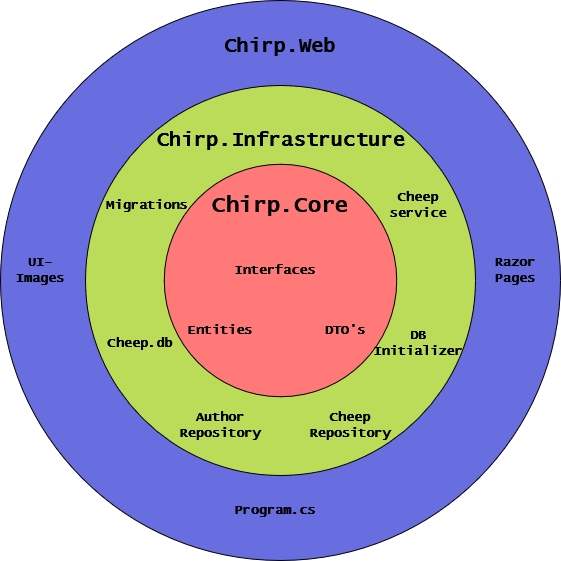 Chirp.Web
Chirp.Infrastructure
Chirp.Core
Migrations
Cheep
service
Interfaces
UI-
Images
Razor
Pages
Entities
DTO's
Cheep.db
DB
Initializer
Author
Repository
Cheep
Repository
Program.cs